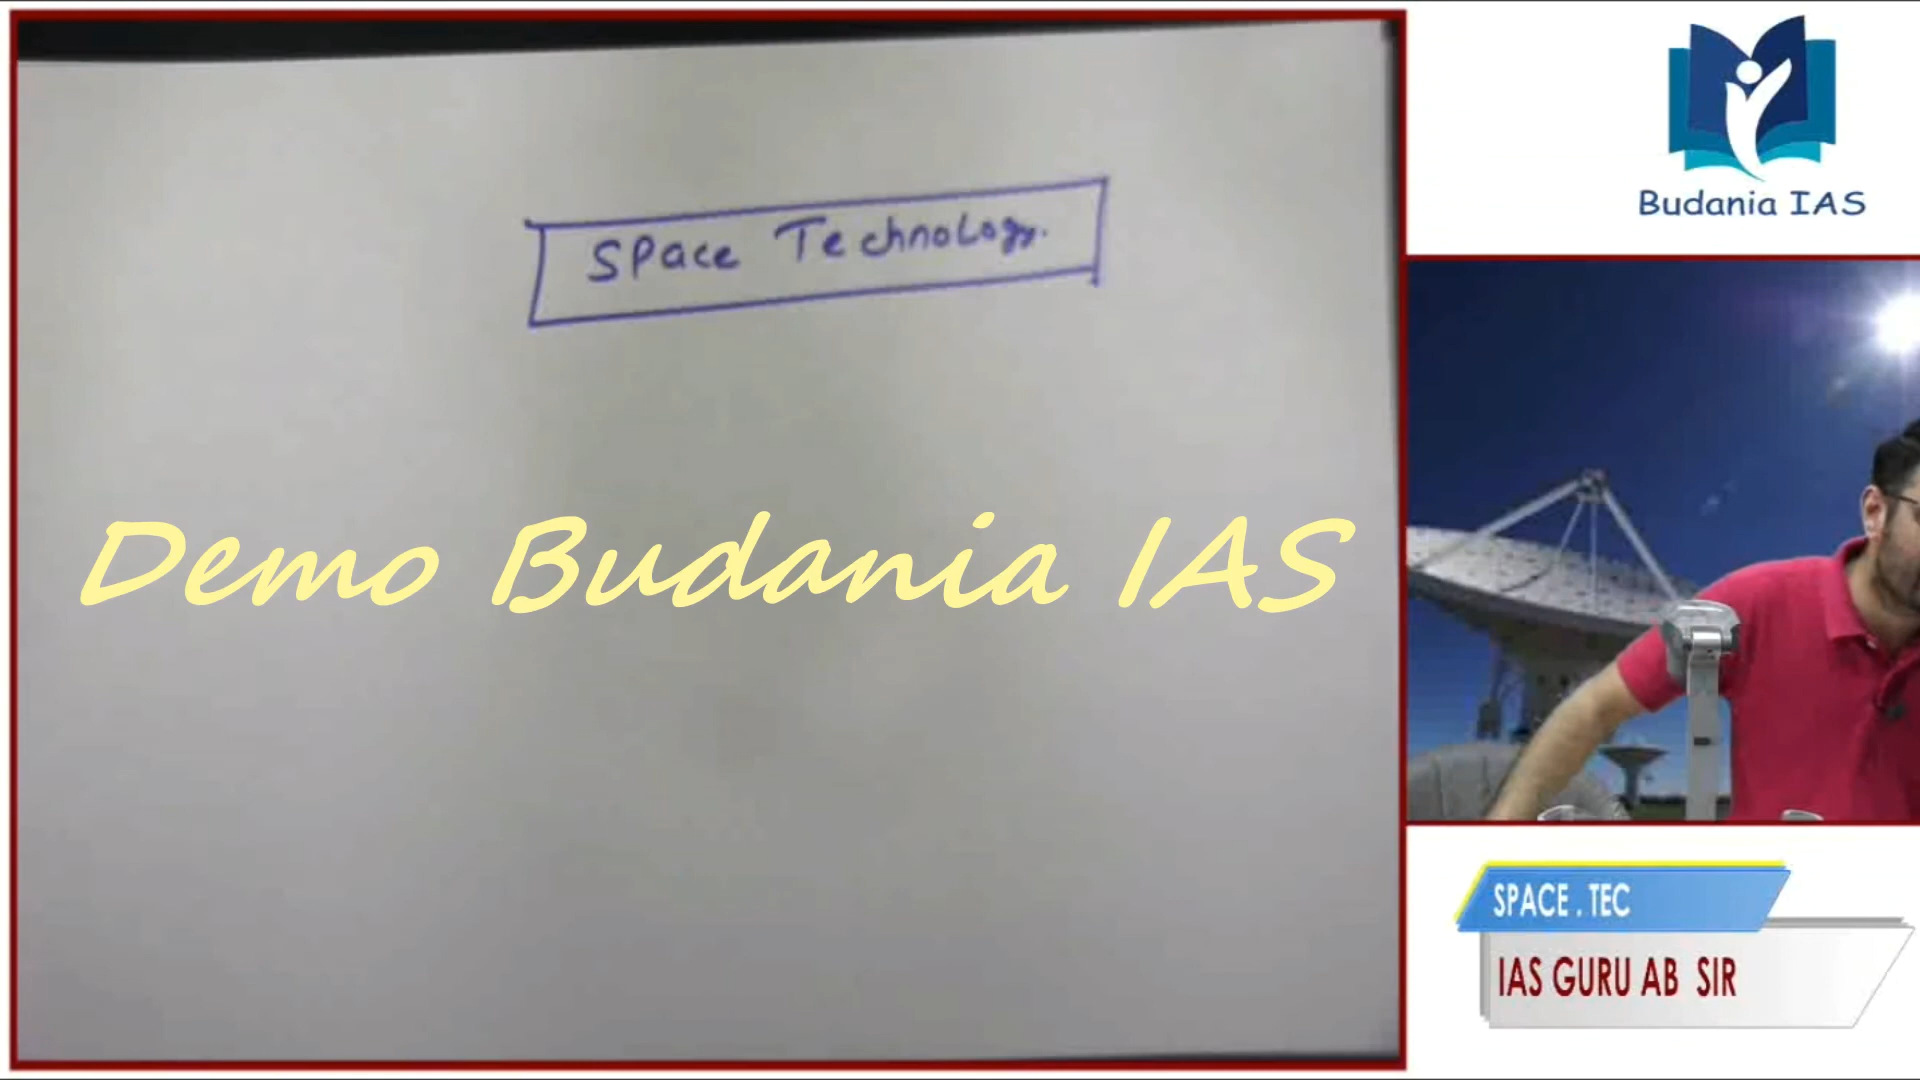 Budania IAS
SPace Technology.
Demo Budania IAS
SPACE . TEC
IAS GURU AB SIR